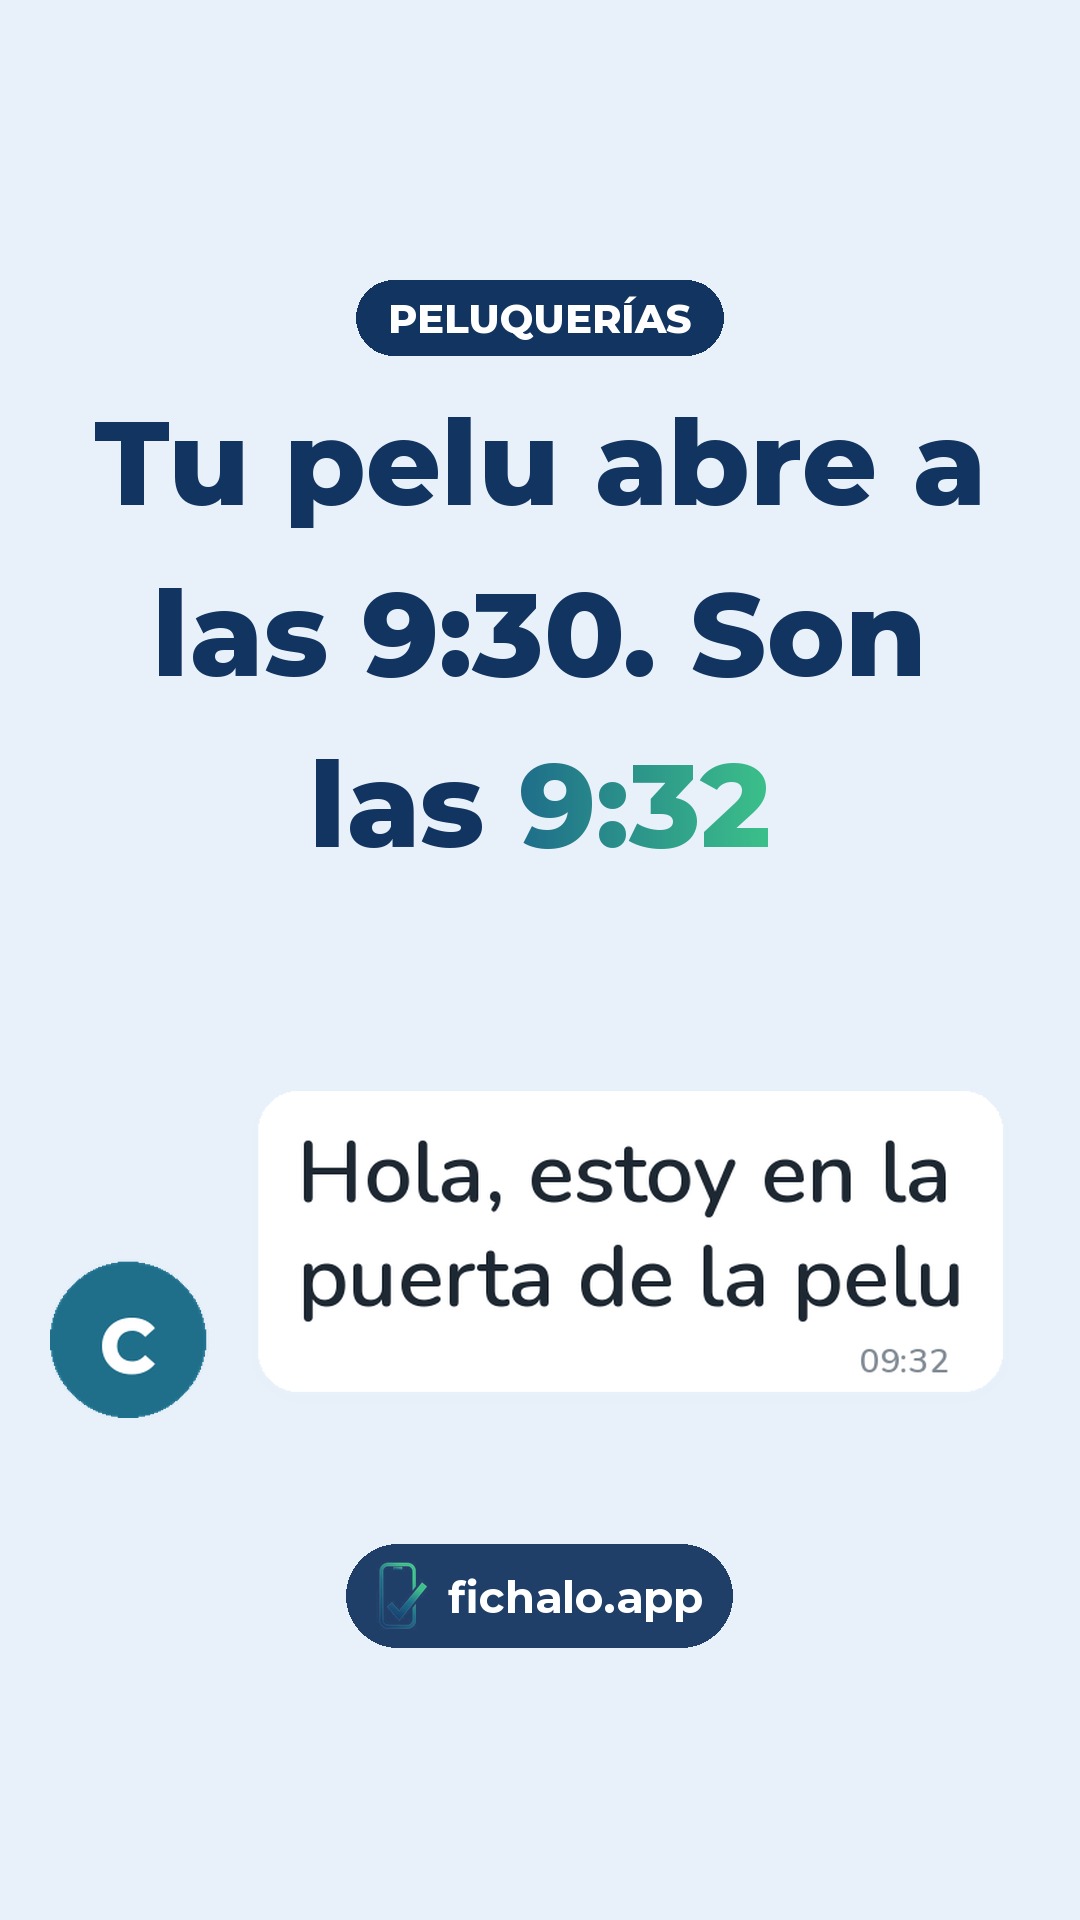 PELUQUERÍAS
Tu pelu abre a
las 9:30. Son
las 9:32
Hola, estoy en la
puerta de la pelu
09:32
C
fichalo.app